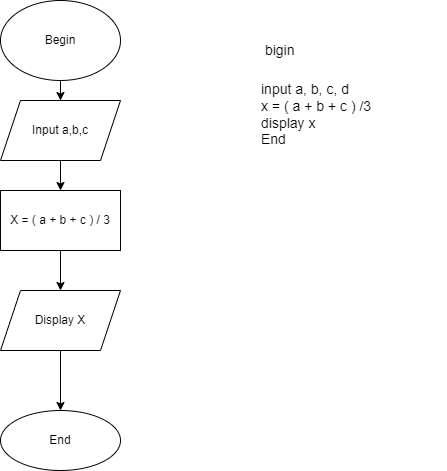 Begin
Input a,b,c
X = ( a + b + c ) / 3
Display X
End
bigin
input a, b, c, d
x = ( a + b + c ) /3
display x
End